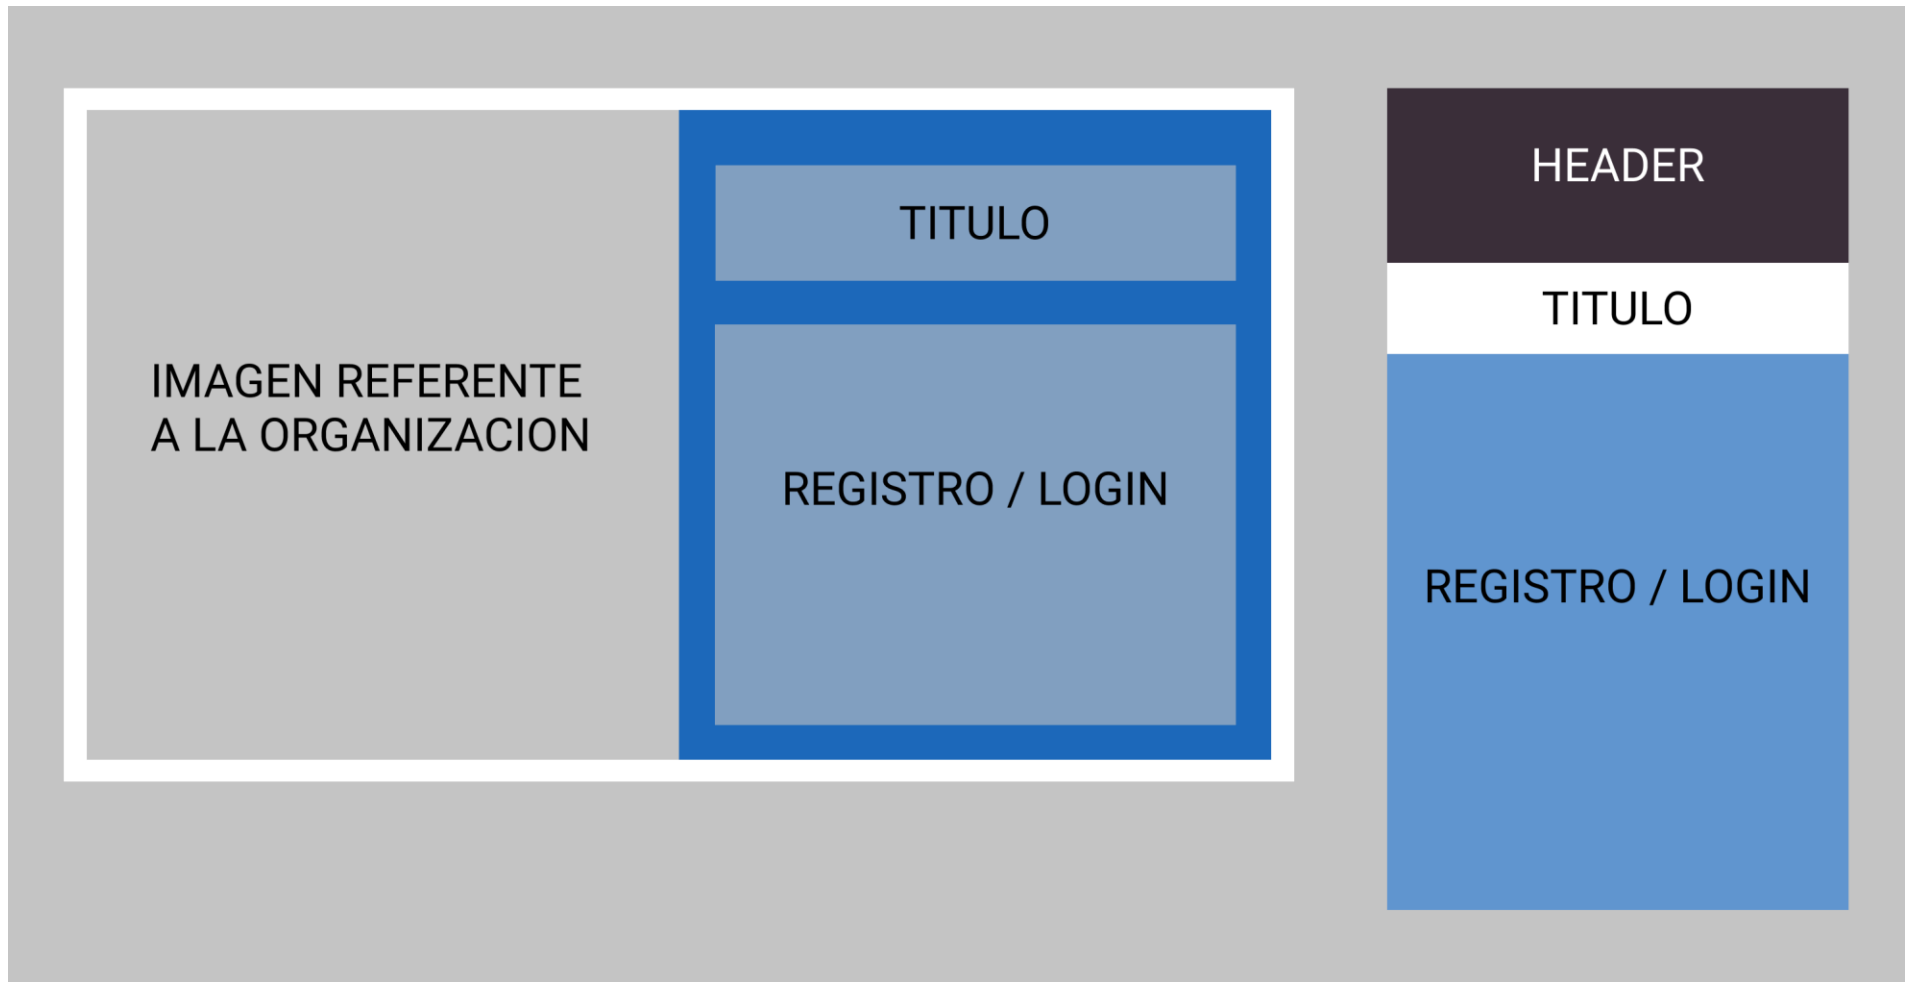 IMAGEN REFERENTE
A LA ORGANIZACION
TITULO
REGISTRO / LOGIN
HEADER
TITULO
REGISTRO / LOGIN